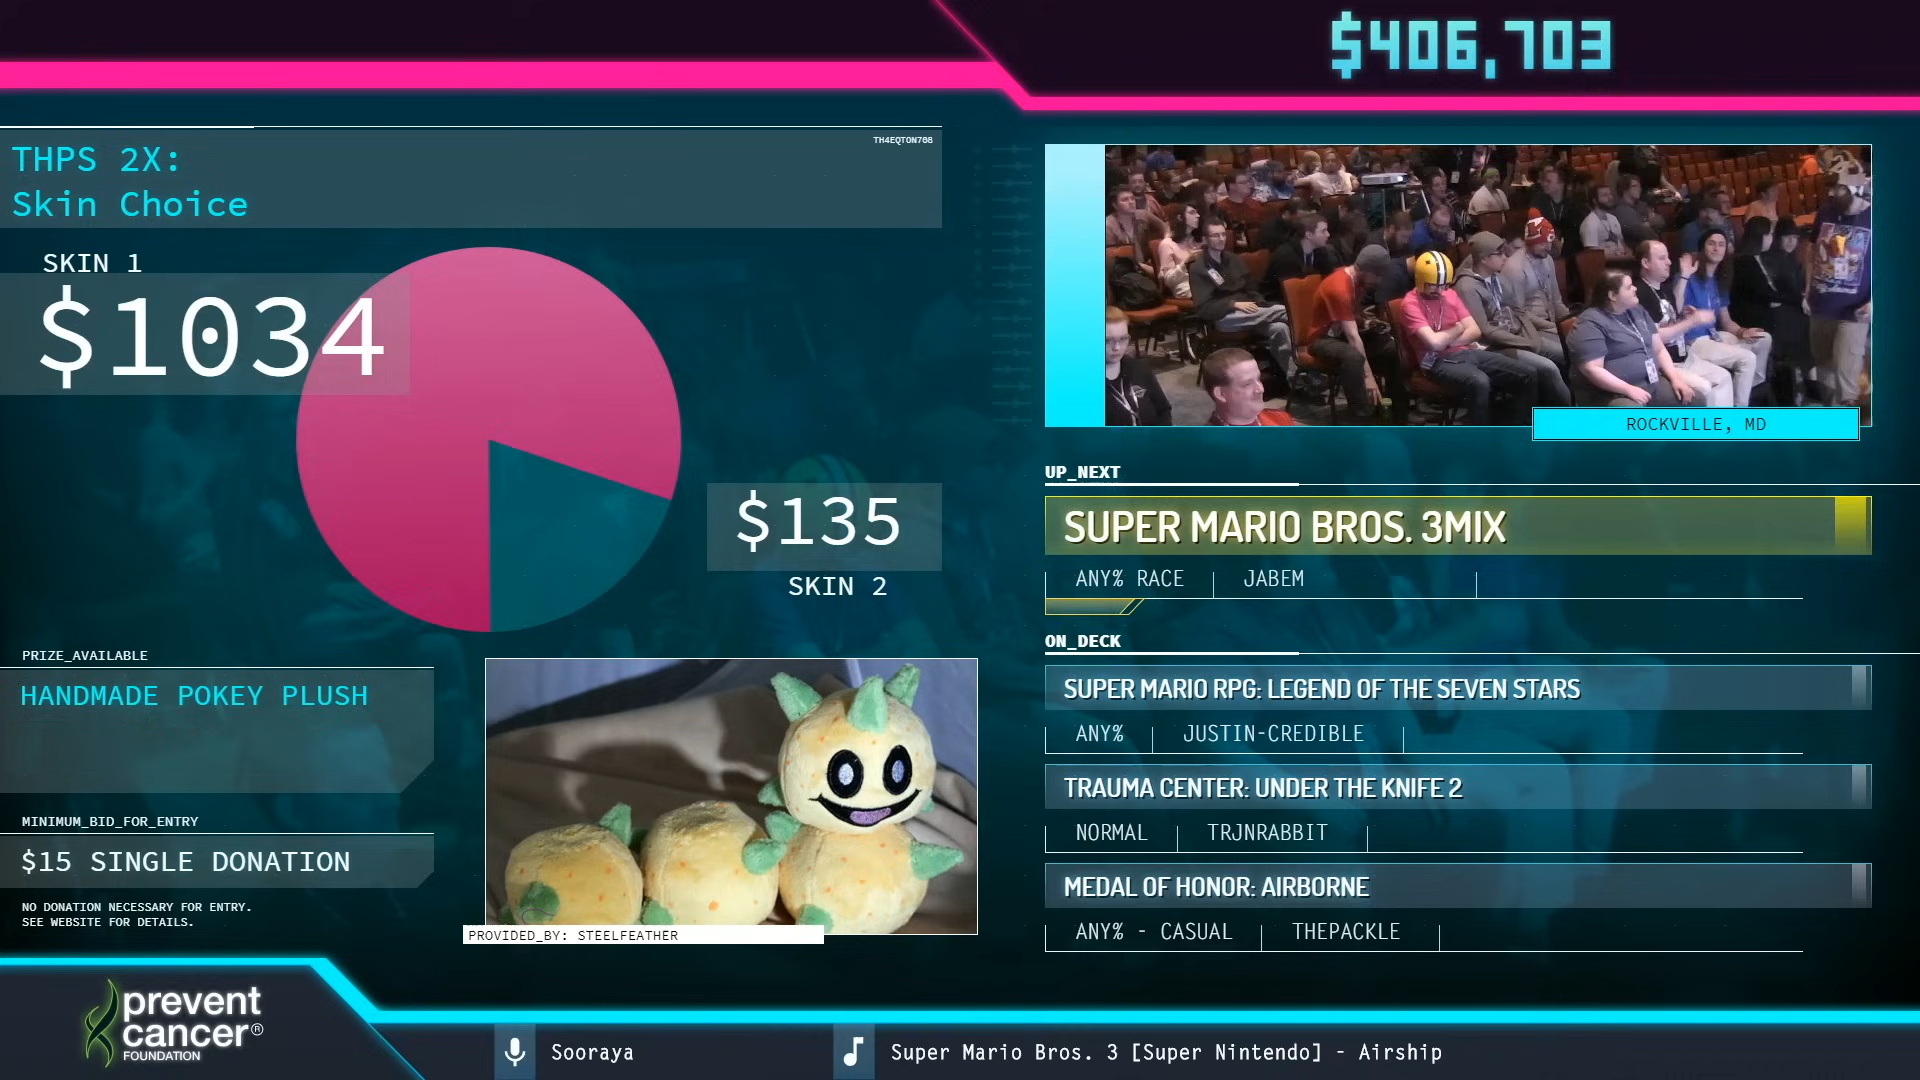 $406,703
THPS 2X:
Skin Choice
TH4EQTON708
SKIN 1
$1034
$135
SKIN 2
PRIZE_AVAILABLE
HANDMADE POKEY PLUSH
MINIMUM_BID_FOR_ENTRY
$15 SINGLE DONATION
NO DONATION NECESSARY FOR ENTRY.
SEE WEBSITE FOR DETAILS.
PROVIDED_BY: STEELFEATHER
ROCKVILLE, MD
UP_NEXT
SUPER MARIO BROS. 3MIX
ANY% RACE JABEM
ON_DECK
SUPER MARIO RPG: LEGEND OF THE SEVEN STARS
ANY% JUSTIN-CREDIBLE
TRAUMA CENTER: UNDER THE KNIFE 2
NORMAL TRJNRABBIT
MEDAL OF HONOR: AIRBORNE
ANY% - CASUAL THEPACKLE
prevent
cancer®
FOUNDATION
Sooraya
Super Mario Bros. 3 [Super Nintendo] - Airship